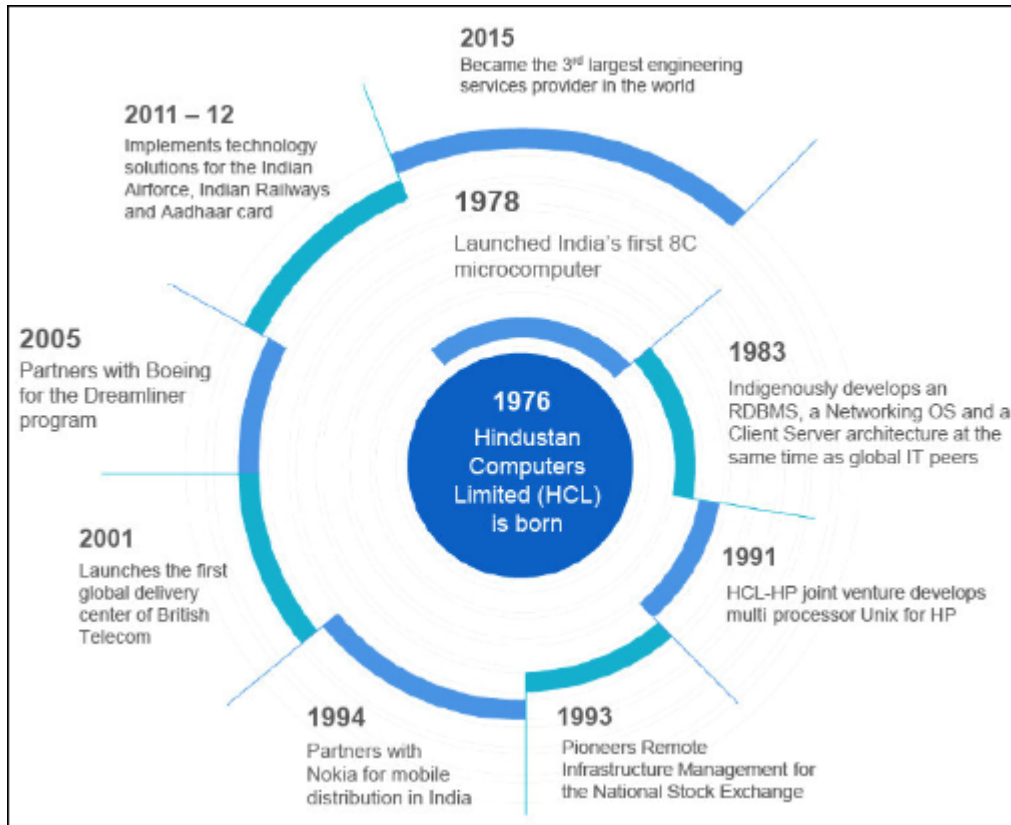 1976
Hindustan
Computers
Limited (HCL)
is born
1978
Launched India's first 8C
microcomputer
1983
Indigenously develops an
RDBMS, a Networking OS and a
Client Server architecture at the
same time as global IT peers
1991
HCL-HP joint venture develops
multi processor Unix for HP
1993
Pioneers Remote
Infrastructure Management for
the National Stock Exchange
1994
Partners with
Nokia for mobile
distribution in India
2001
Launches the first
global delivery
center of British
Telecom
2005
Partners with Boeing
for the Dreamliner
program
2011 – 12
Implements technology
solutions for the Indian
Airforce, Indian Railways
and Aadhaar card
2015
Became the 3rd largest engineering
services provider in the world